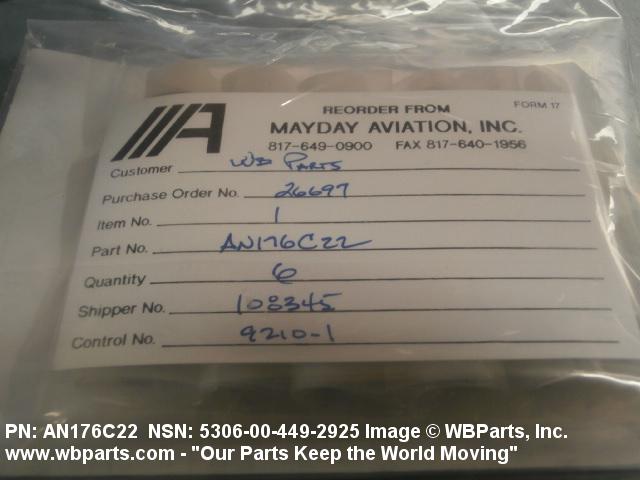 REORDER FROM FORM 17
MAYDAY AVIATION, INC.
817-649-0900 FAX 817-640-1956
Customer WB PARTS
Purchase Order No. 26697
Item No. 1
Part No. AN176C22
Quantity 6
Shipper No. 108345
Control No. 9210-1
PN: AN176C22 NSN: 5306-00-449-2925 Image © WBParts, Inc.
www.wbparts.com - "Our Parts Keep the World Moving"